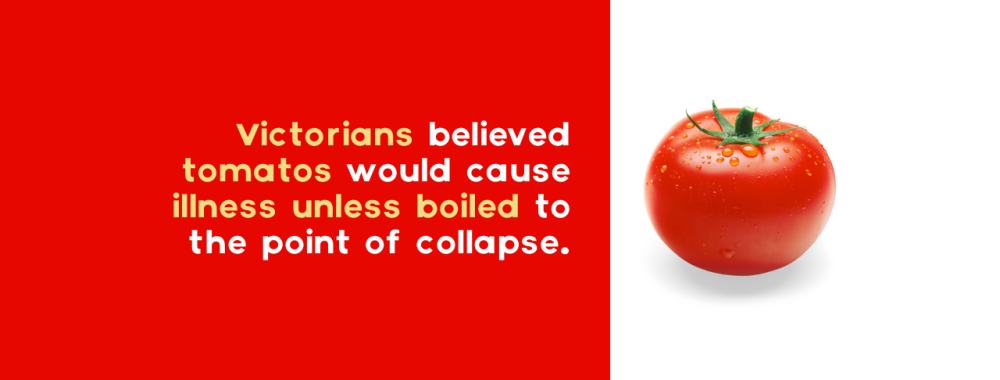 Victorians believed
tomatos would cause
illness unless boiled to
the point of collapse.